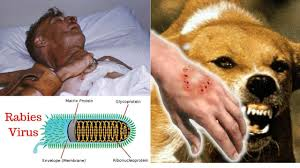 Matrix Protein
Glycoprotein
Rabies
Virus
Envelope (Membrane)
Ribonucleoprotein